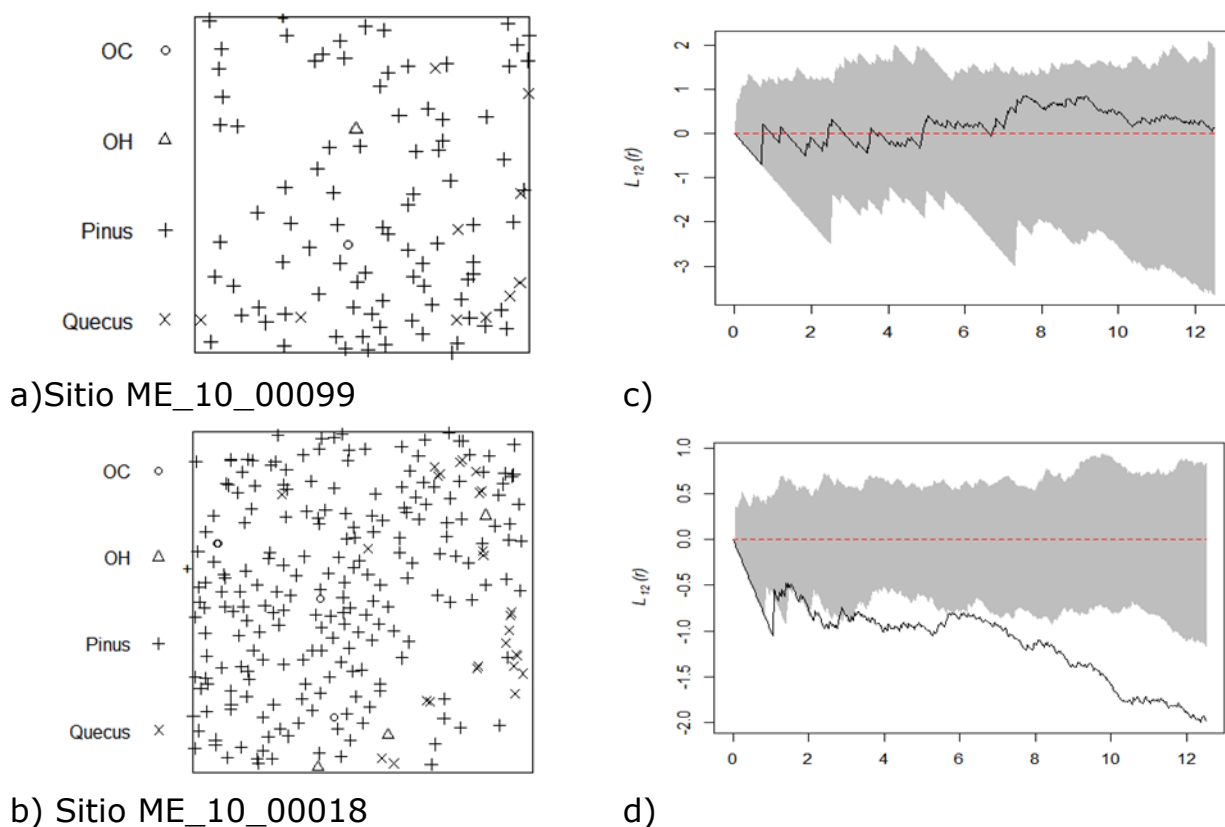 OC
OH
Pinus
Quecus
a)Sitio ME_10_00099
2
1
0
-1
-2
-3
L12(r)
0 2 4 6 8 10 12
c)
OC
OH
Pinus
Quecus
b) Sitio ME_10_00018
1.0
0.5
0.0
-0.5
-1.0
-1.5
-2.0
L12(r)
0 2 4 6 8 10 12
d)